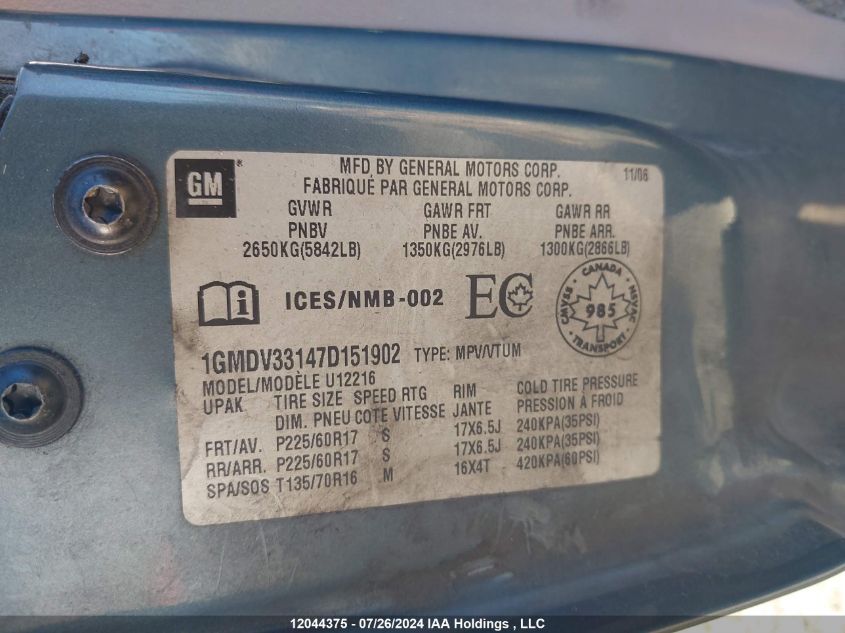 GM ®
MFD BY GENERAL MOTORS CORP. 11/06
FABRIQUÉ PAR GENERAL MOTORS CORP.
GVWR GAWR FRT GAWR RR
PNBV PNBE AV. PNBE ARR.
2650KG(5842LB) 1350KG(2976LB) 1300KG(2866LB)
i ICES/NMB-002 EC
CANADA
CMVSS NSVAC
985
TRANSPORT
1GMDV33147D151902 TYPE: MPV/VTUM
MODEL/MODÈLE U12216
UPAK TIRE SIZE SPEED RTG RIM COLD TIRE PRESSURE
DIM. PNEU COTE VITESSE JANTE PRESSION À FROID
FRT/AV. P225/60R17 S 17X6.5J 240KPA(35PSI)
RR/ARR. P225/60R17 S 17X6.5J 240KPA(35PSI)
SPA/SOS T135/70R16 M 16X4T 420KPA(60PSI)
12044375 - 07/26/2024 IAA Holdings , LLC